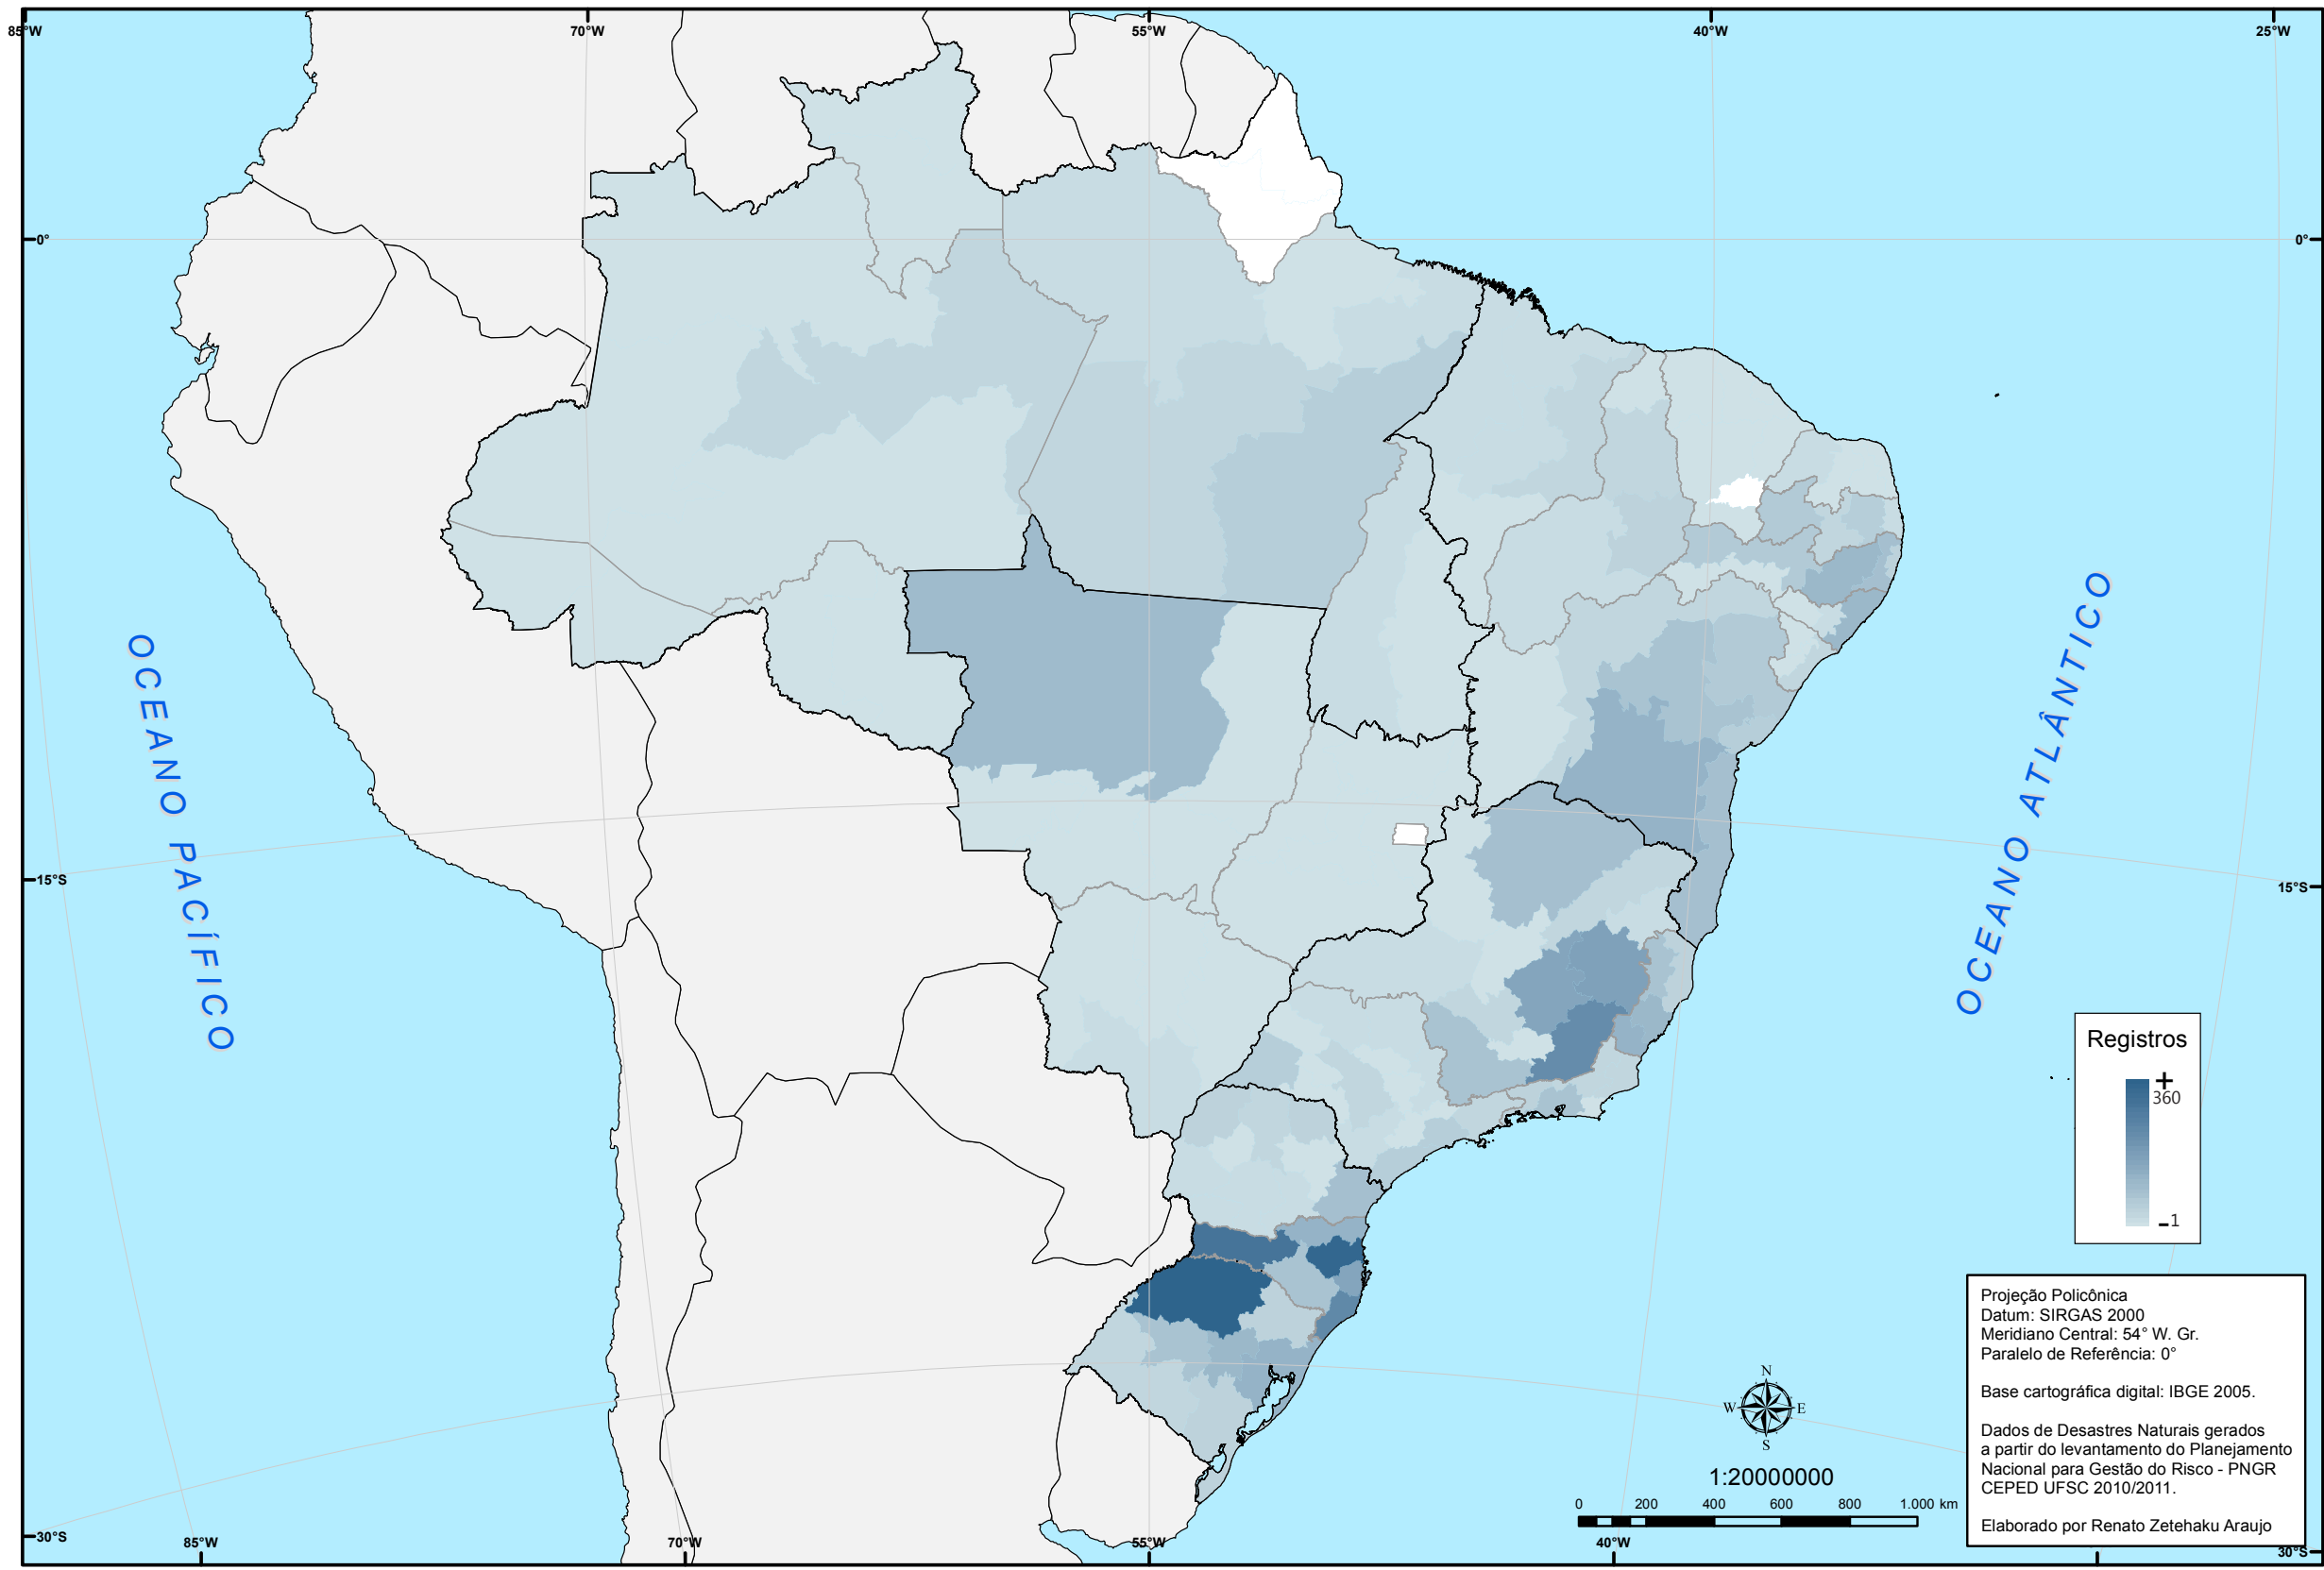 85°W
70°W
55°W
40°W
25°W
0°
0°
OCEANO PACÍFICO
OCEANO ATLÂNTICO
15°S
15°S
Registros
+
360
-1
Projeção Policônica
Datum: SIRGAS 2000
Meridiano Central: 54° W. Gr.
Paralelo de Referência: 0°
Base cartográfica digital: IBGE 2005.
Dados de Desastres Naturais gerados
a partir do levantamento do Planejamento
Nacional para Gestão do Risco - PNGR
CEPED UFSC 2010/2011.
Elaborado por Renato Zetehaku Araujo
N
W
E
S
1:20000000
0 200 400 600 800 1.000 km
30°S
85°W
70°W
55°W
40°W
30°S